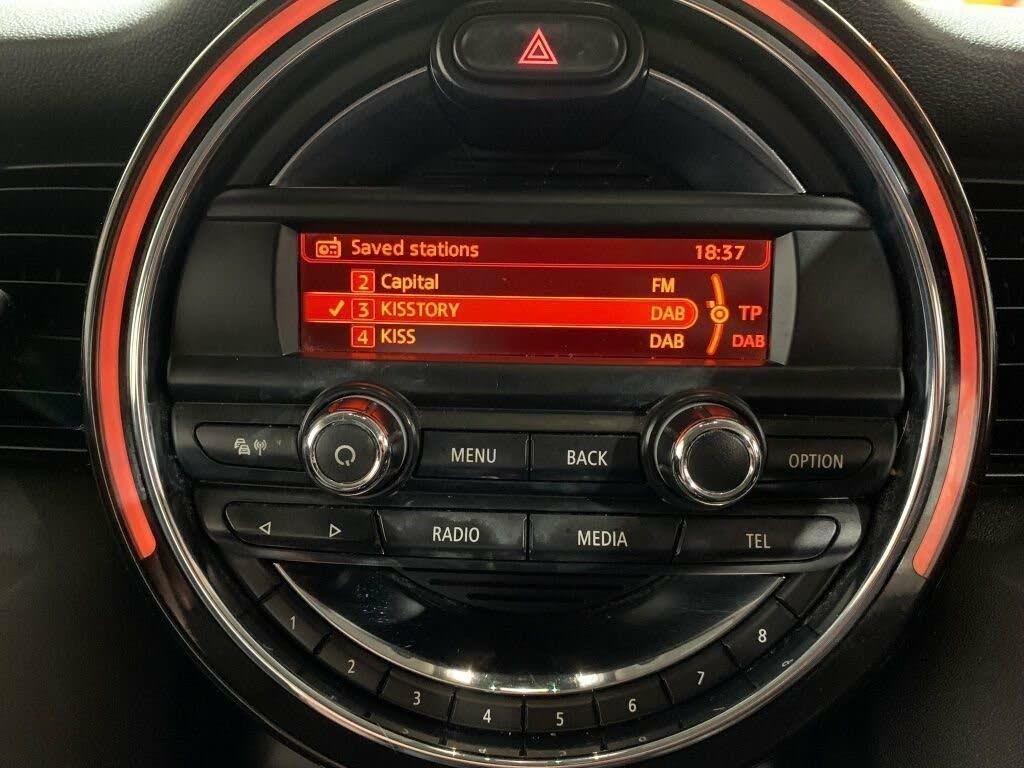 Saved stations 18:37
2 Capital FM
✓ 3 KISSTORY DAB TP
4 KISS DAB DAB
MENU BACK OPTION
RADIO MEDIA TEL
1 2 3 4 5 6 7 8